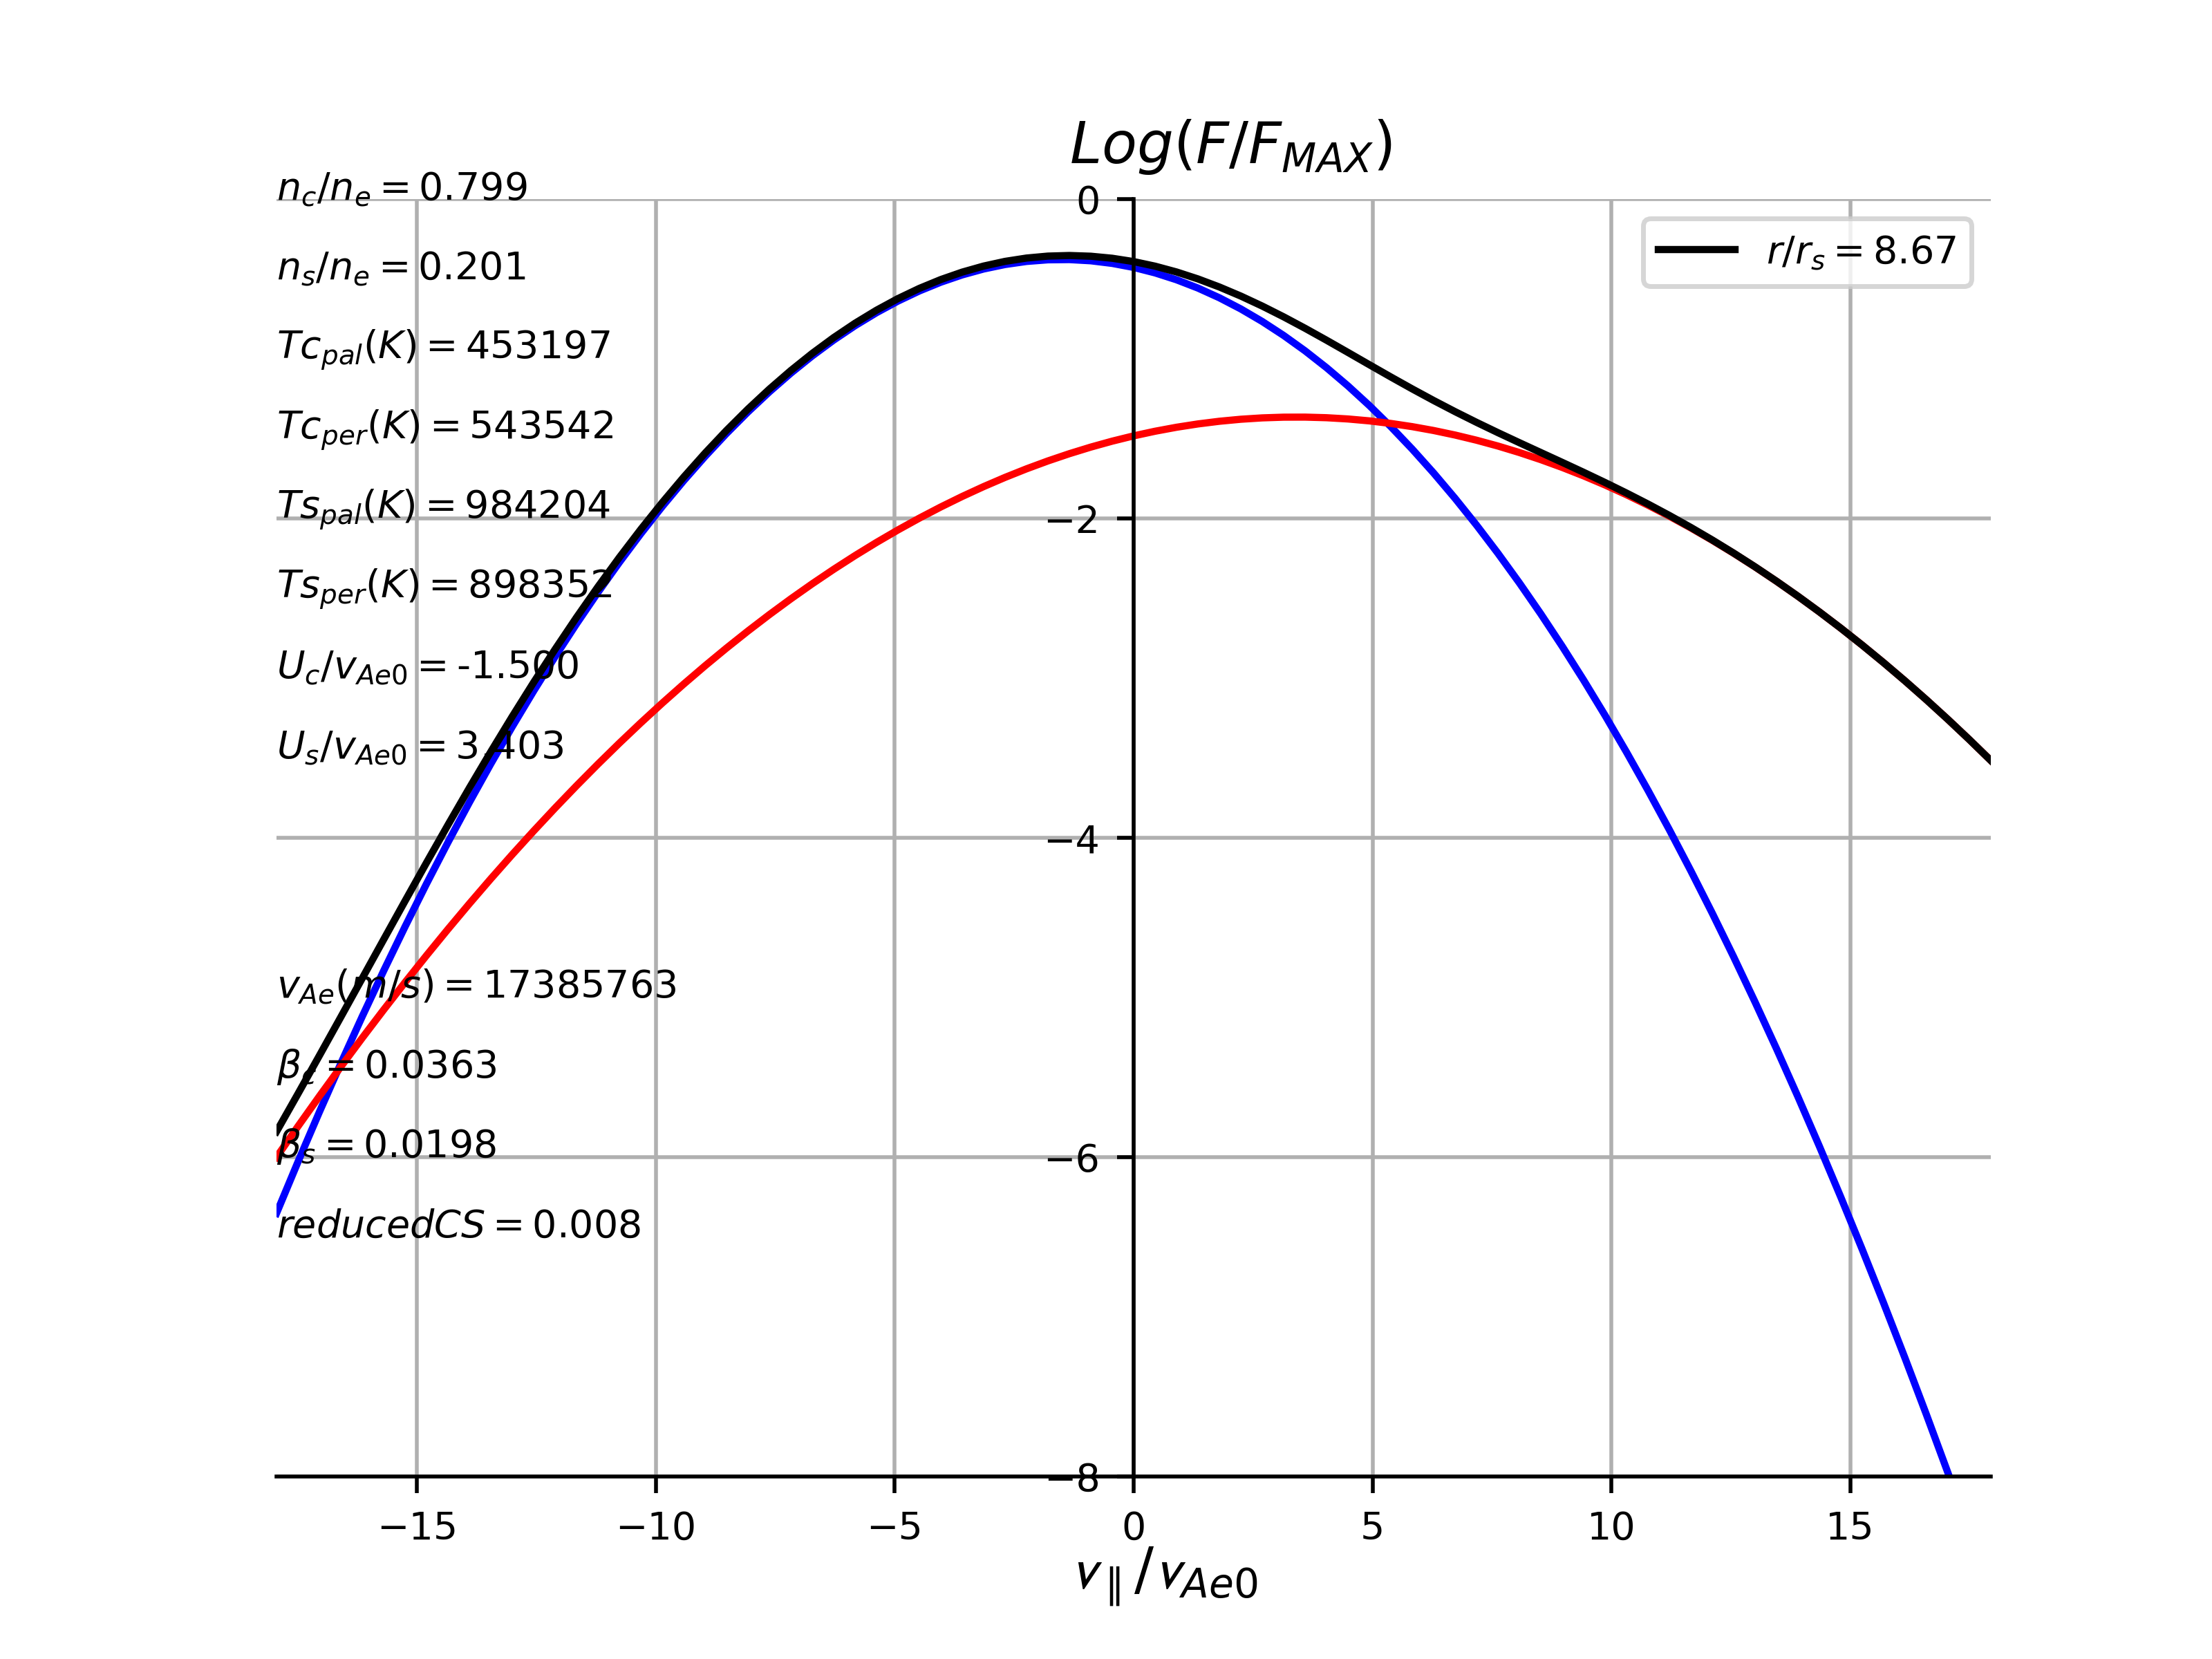 Log(F/F_MAX)
n_c/n_e = 0.799
0
r/r_s = 8.67
n_s/n_e = 0.201
Tc_pal(K) = 453197
Tc_per(K) = 543542
Ts_pal(K) = 984204
−2
Ts_per(K) = 898352
U_c/v_Ae0 = -1.500
U_s/v_Ae0 = 3.403
−4
v_Ae(m/s) = 17385763
β_c = 0.0363
β_s = 0.0198
−6
reducedCS = 0.008
−8
−15 −10 −5 0 5 10 15
v_∥/v_Ae0